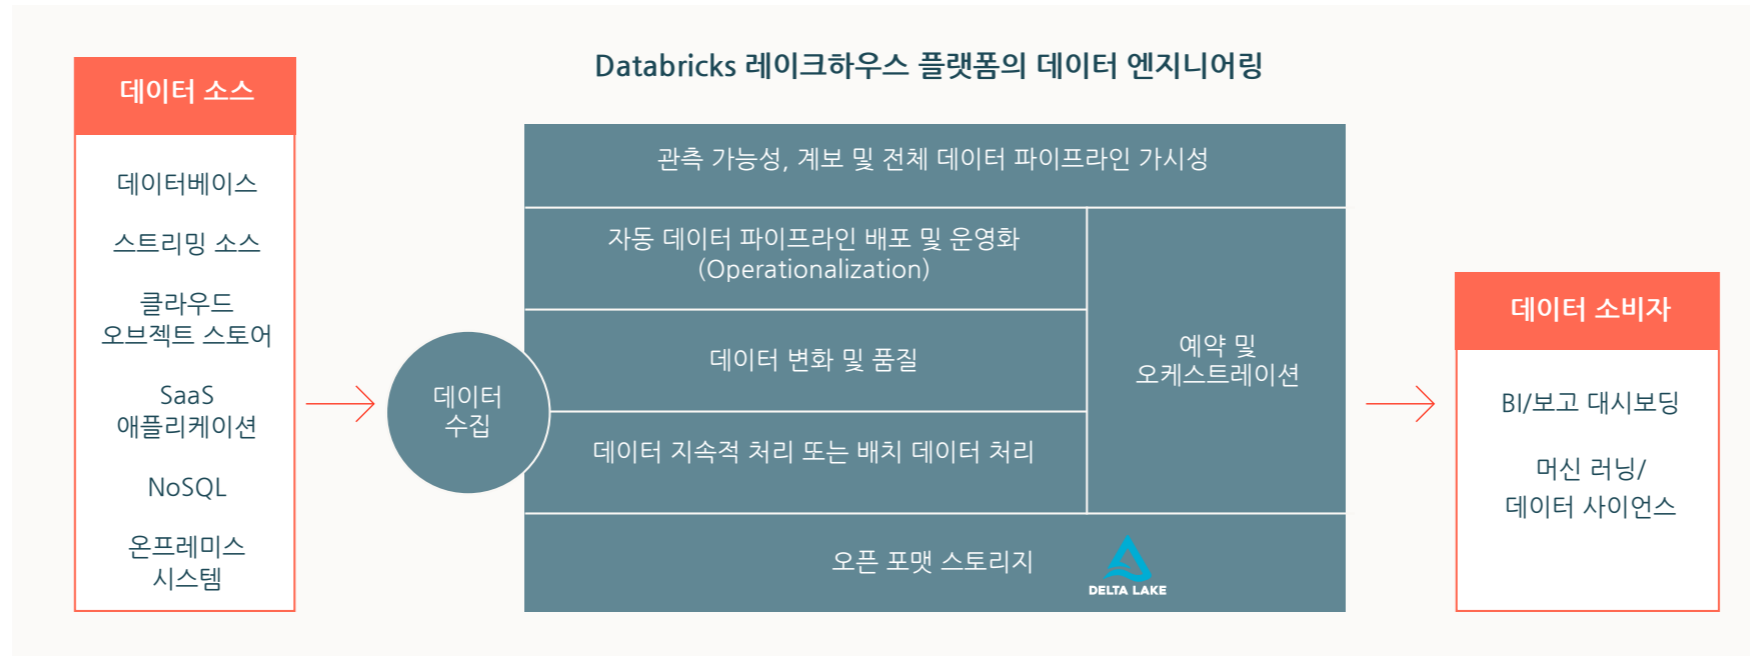 Databricks 레이크하우스 플랫폼의 데이터 엔지니어링
데이터 소스
데이터베이스
스트리밍 소스
클라우드
오브젝트 스토어
SaaS
애플리케이션
NoSQL
온프레미스
시스템
데이터
수집
관측 가능성, 계보 및 전체 데이터 파이프라인 가시성
자동 데이터 파이프라인 배포 및 운영화
(Operationalization)
데이터 변화 및 품질
데이터 지속적 처리 또는 배치 데이터 처리
예약 및
오케스트레이션
오픈 포맷 스토리지
DELTA LAKE
데이터 소비자
BI/보고 대시보딩
머신 러닝/
데이터 사이언스